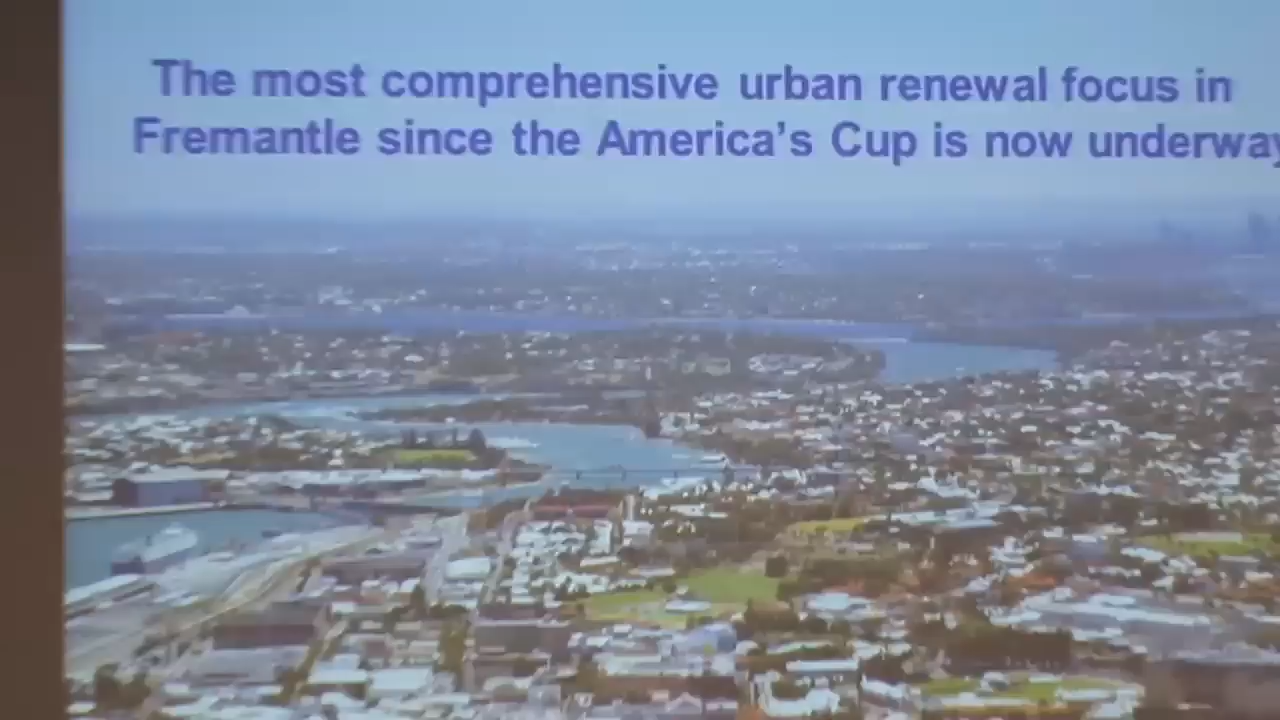 The most comprehensive urban renewal focus in
Fremantle since the America's Cup is now underway